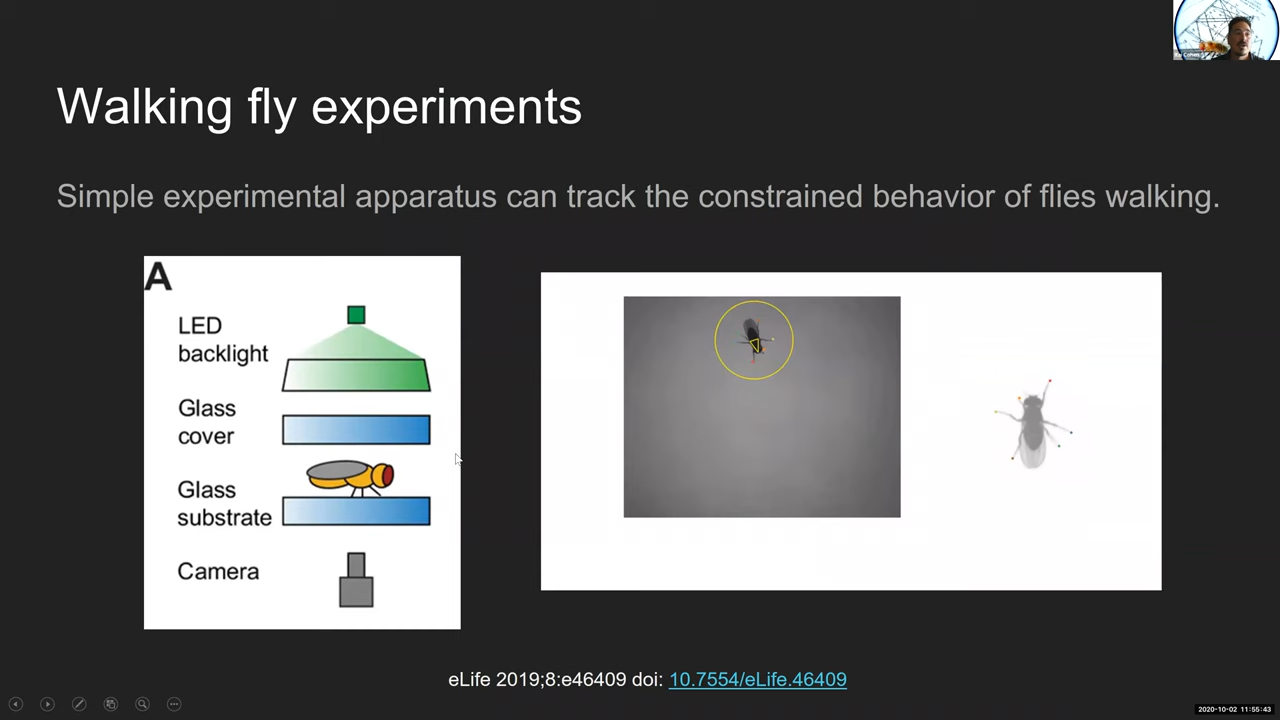 Walking fly experiments
Simple experimental apparatus can track the constrained behavior of flies walking.
A
LED
backlight
Glass
cover
Glass
substrate
Camera
eLife 2019;8:e46409 doi: 10.7554/eLife.46409
2020-10-02 11:55:43